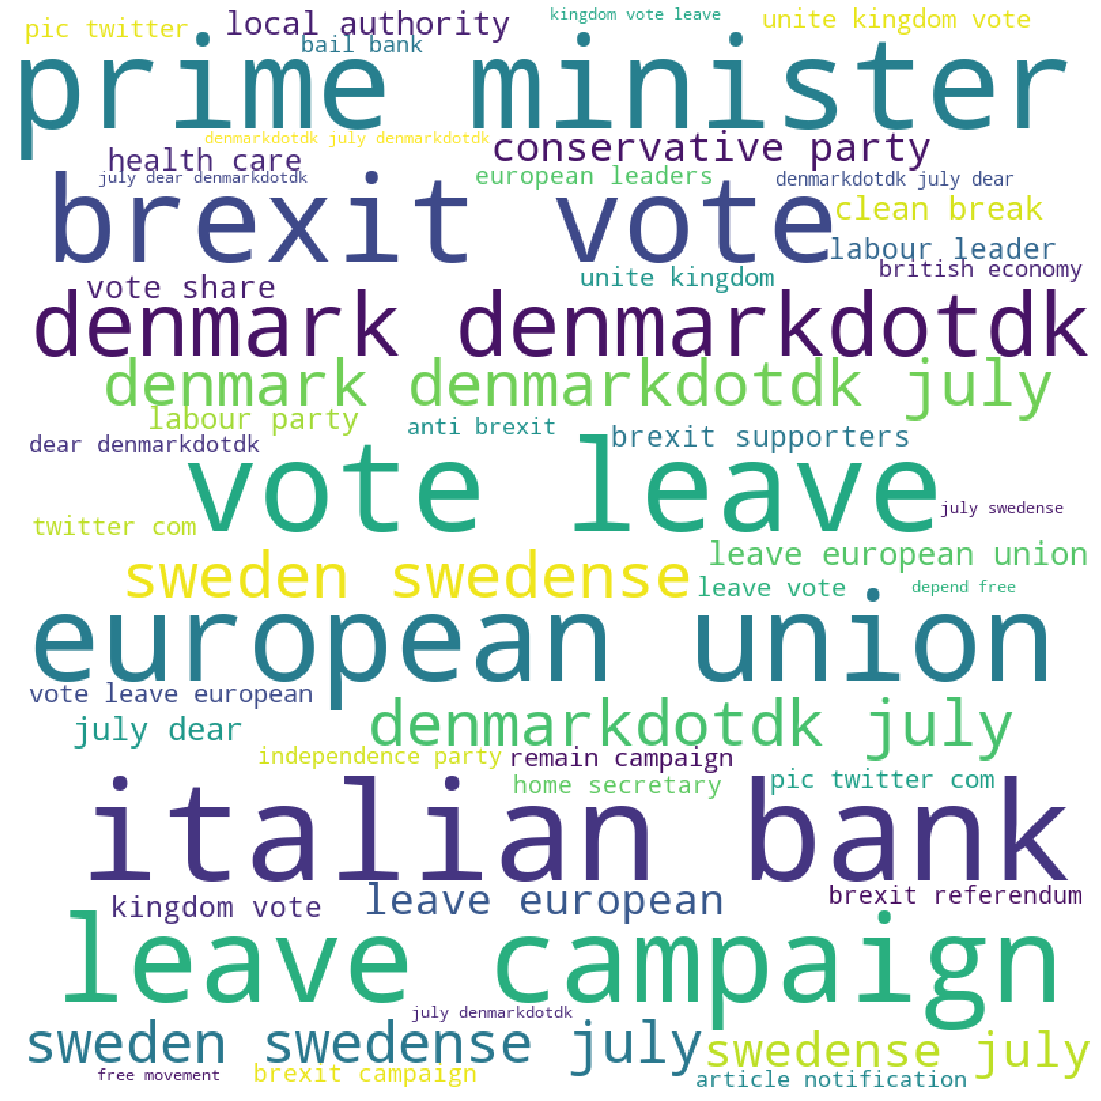 kingdom vote leave
pic twitter
local authority
unite kingdom vote
bail bank
prime minister
denmarkdotdk july denmarkdotdk
conservative party
health care
july dear denmarkdotdk
european leaders
denmarkdotdk july dear
brexit vote
clean break
labour leader
british economy
unite kingdom
vote share
denmark denmarkdotdk
denmark denmarkdotdk july
labour party
anti brexit
brexit supporters
dear denmarkdotdk
vote leave
july swedense
twitter com
leave european union
sweden swedense
leave vote
depend free
european union
vote leave european
july dear
denmarkdotdk july
independence party
remain campaign
home secretary
pic twitter com
italian bank
kingdom vote
leave european
brexit referendum
leave campaign
july denmarkdotdk
sweden swedense july
swedense july
free movement
brexit campaign
article notification